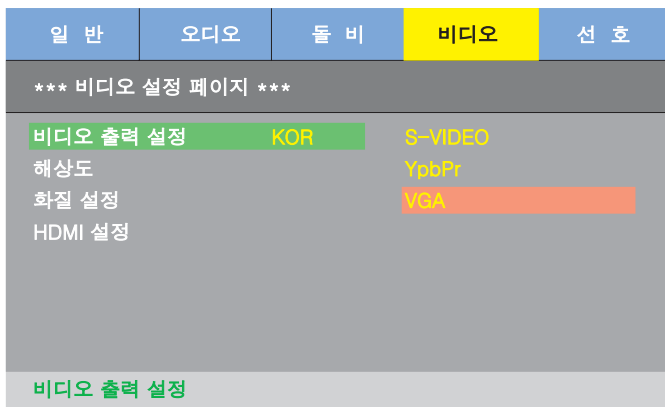 일 반 오디오 돌 비 비디오 선 호
*** 비디오 설정 페이지 ***
비디오 출력 설정 KOR S-VIDEO
해상도 YpbPr
화질 설정 VGA
HDMI 설정
비디오 출력 설정